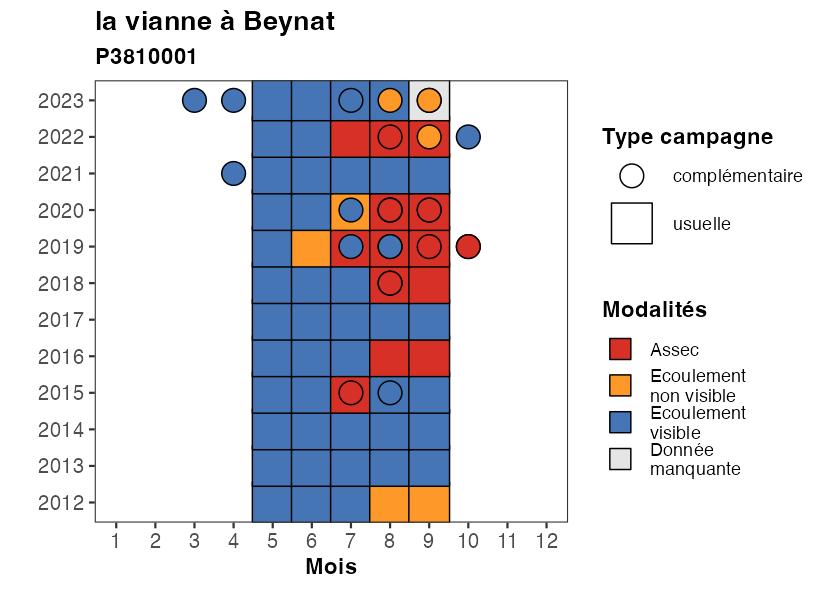 la vianne à Beynat
P3810001
2023
2022
2021
2020
2019
2018
2017
2016
2015
2014
2013
2012
1 2 3 4 5 6 7 8 9 10 11 12
Mois
Type campagne
complémentaire
usuelle
Modalités
Assec
Ecoulement
non visible
Ecoulement
visible
Donnée
manquante